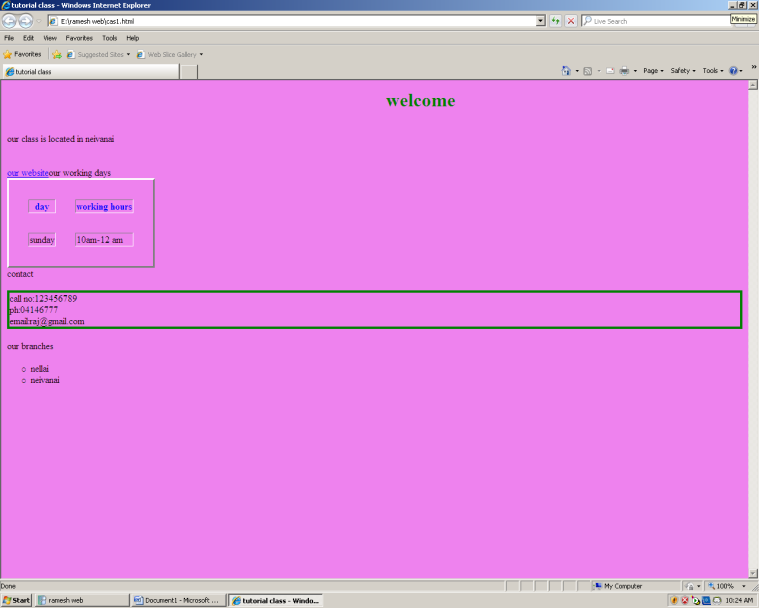 tutorial class - Windows Internet Explorer
E:\ramesh web\cas1.html
Live Search
Minimize
File Edit View Favorites Tools Help
Favorites Suggested Sites Web Slice Gallery
tutorial class
Page Safety Tools
welcome
our class is located in neivanai
our websiteour working days
day working hours
sunday 10am-12 am
contact
call no:123456789
ph:04146777
email:raj@gmail.com
our branches
nellai
neivanai
Done My Computer 100%
Start ramesh web Document1 - Microsoft ... tutorial class - Windo... 10:24 AM